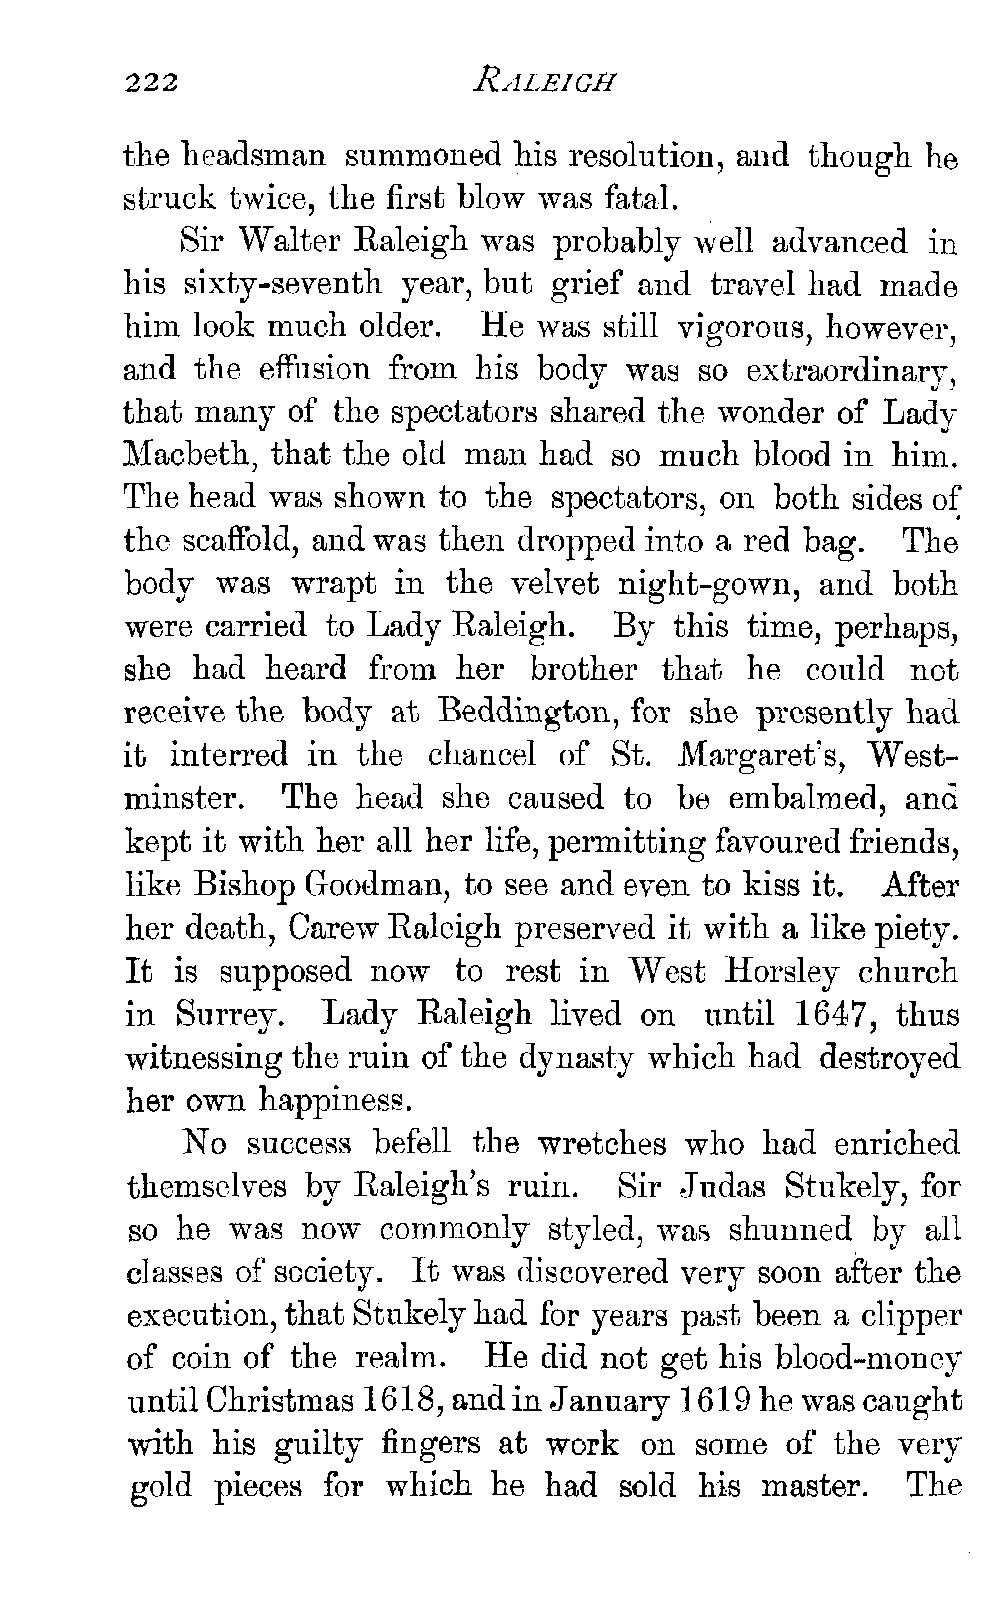 222 RALEIGH
the headsman summoned his resolution, and though he
struck twice, the first blow was fatal.
Sir Walter Raleigh was probably well advanced in
his sixty-seventh year, but grief and travel had made
him look much older. He was still vigorous, however,
and the effusion from his body was so extraordinary,
that many of the spectators shared the wonder of Lady
Macbeth, that the old man had so much blood in him.
The head was shown to the spectators, on both sides of
the scaffold, and was then dropped into a red bag. The
body was wrapt in the velvet night-gown, and both
were carried to Lady Raleigh. By this time, perhaps,
she had heard from her brother that he could not
receive the body at Beddington, for she presently had
it interred in the chancel of St. Margaret's, West-
minster. The head she caused to be embalmed, and
kept it with her all her life, permitting favoured friends,
like Bishop Goodman, to see and even to kiss it. After
her death, Carew Raleigh preserved it with a like piety.
It is supposed now to rest in West Horsley church
in Surrey. Lady Raleigh lived on until 1647, thus
witnessing the ruin of the dynasty which had destroyed
her own happiness.
No success befell the wretches who had enriched
themselves by Raleigh's ruin. Sir Judas Stukely, for
so he was now commonly styled, was shunned by all
classes of society. It was discovered very soon after the
execution, that Stukely had for years past been a clipper
of coin of the realm. He did not get his blood-money
until Christmas 1618, and in January 1619 he was caught
with his guilty fingers at work on some of the very
gold pieces for which he had sold his master. The